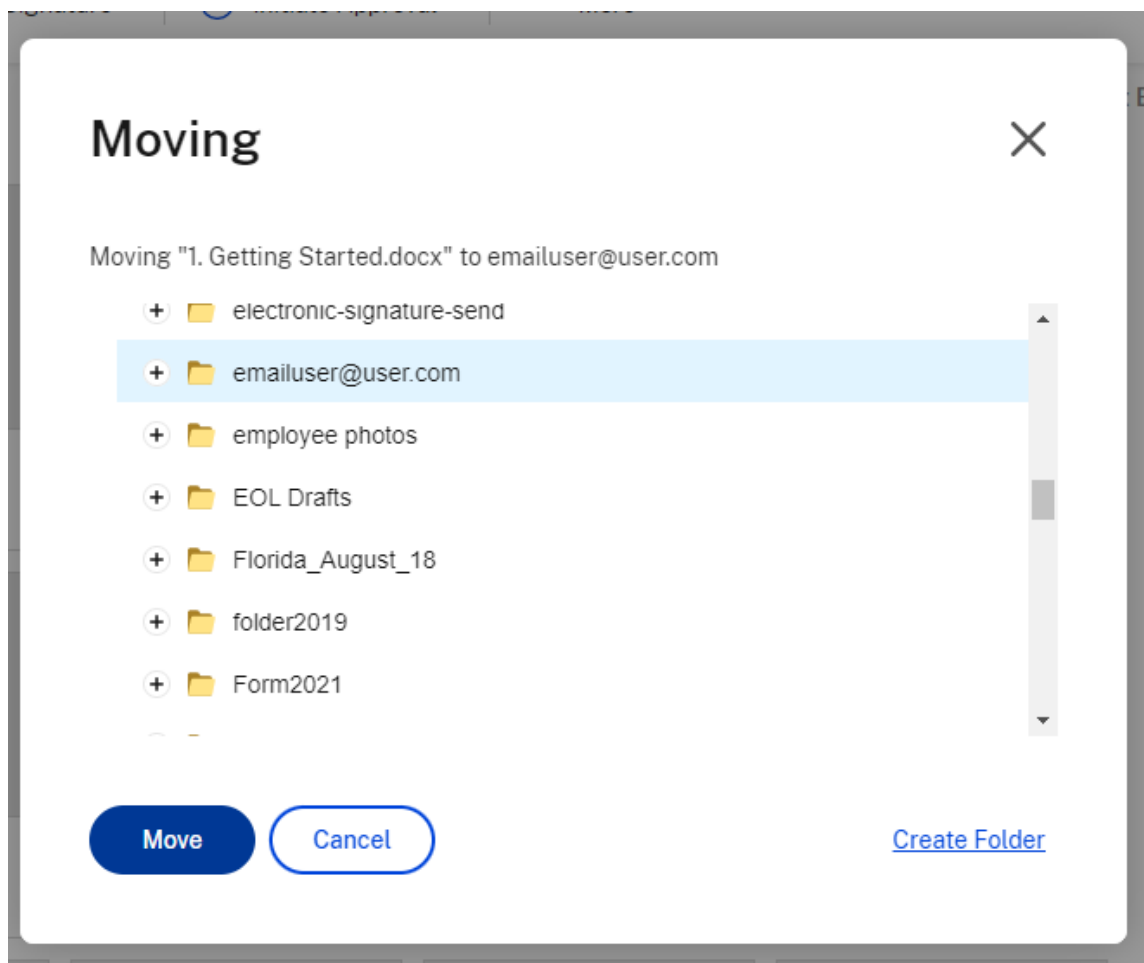 Moving
Moving "1. Getting Started.docx" to emailuser@user.com
electronic-signature-send
emailuser@user.com
employee photos
EOL Drafts
Florida_August_18
folder2019
Form2021
Move
Cancel
Create Folder